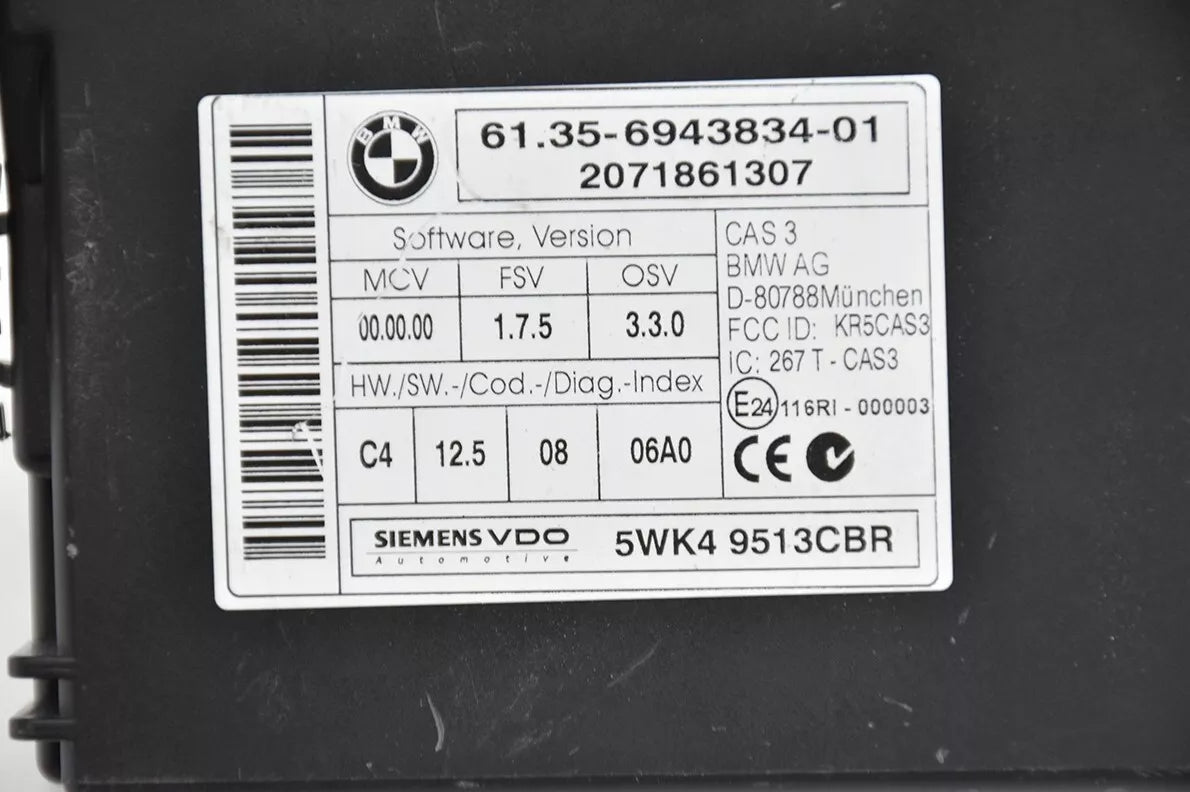 BMW
61.35-6943834-01
2071861307
Software, Version
MCV FSV OSV
00.00.00 1.7.5 3.3.0
HW./SW.-/Cod.-/Diag.-Index
C4 12.5 08 06A0
CAS 3
BMW AG
D-80788München
FCC ID: KR5CAS3
IC: 267 T - CAS3
E24 116RI - 000003
CE
SIEMENS VDO
Automotive
5WK4 9513CBR